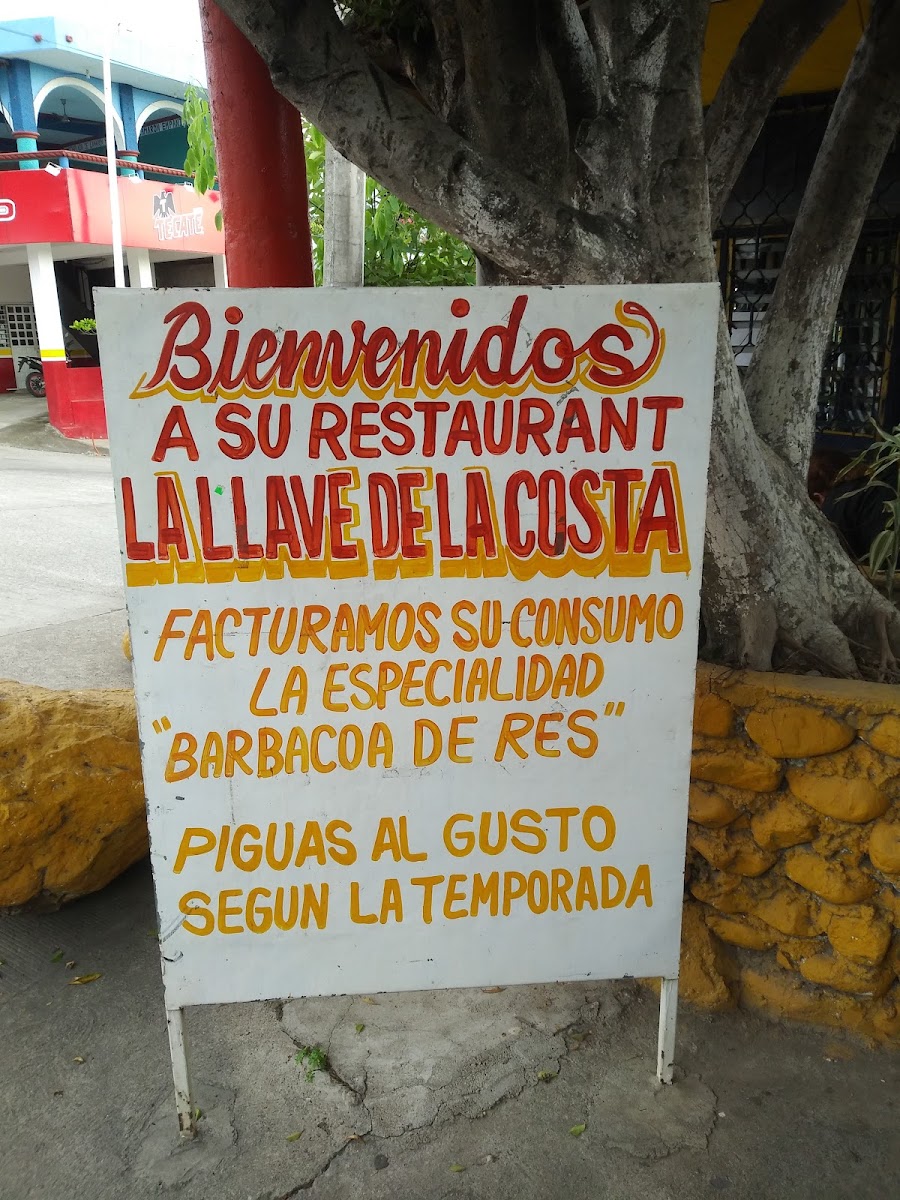 TECATE
Bienvenidos
A SU RESTAURANT
LA LLAVE DE LA COSTA
FACTURAMOS SU CONSUMO
LA ESPECIALIDAD
"BARBACOA DE RES"
PIGUAS AL GUSTO
SEGUN LA TEMPORADA